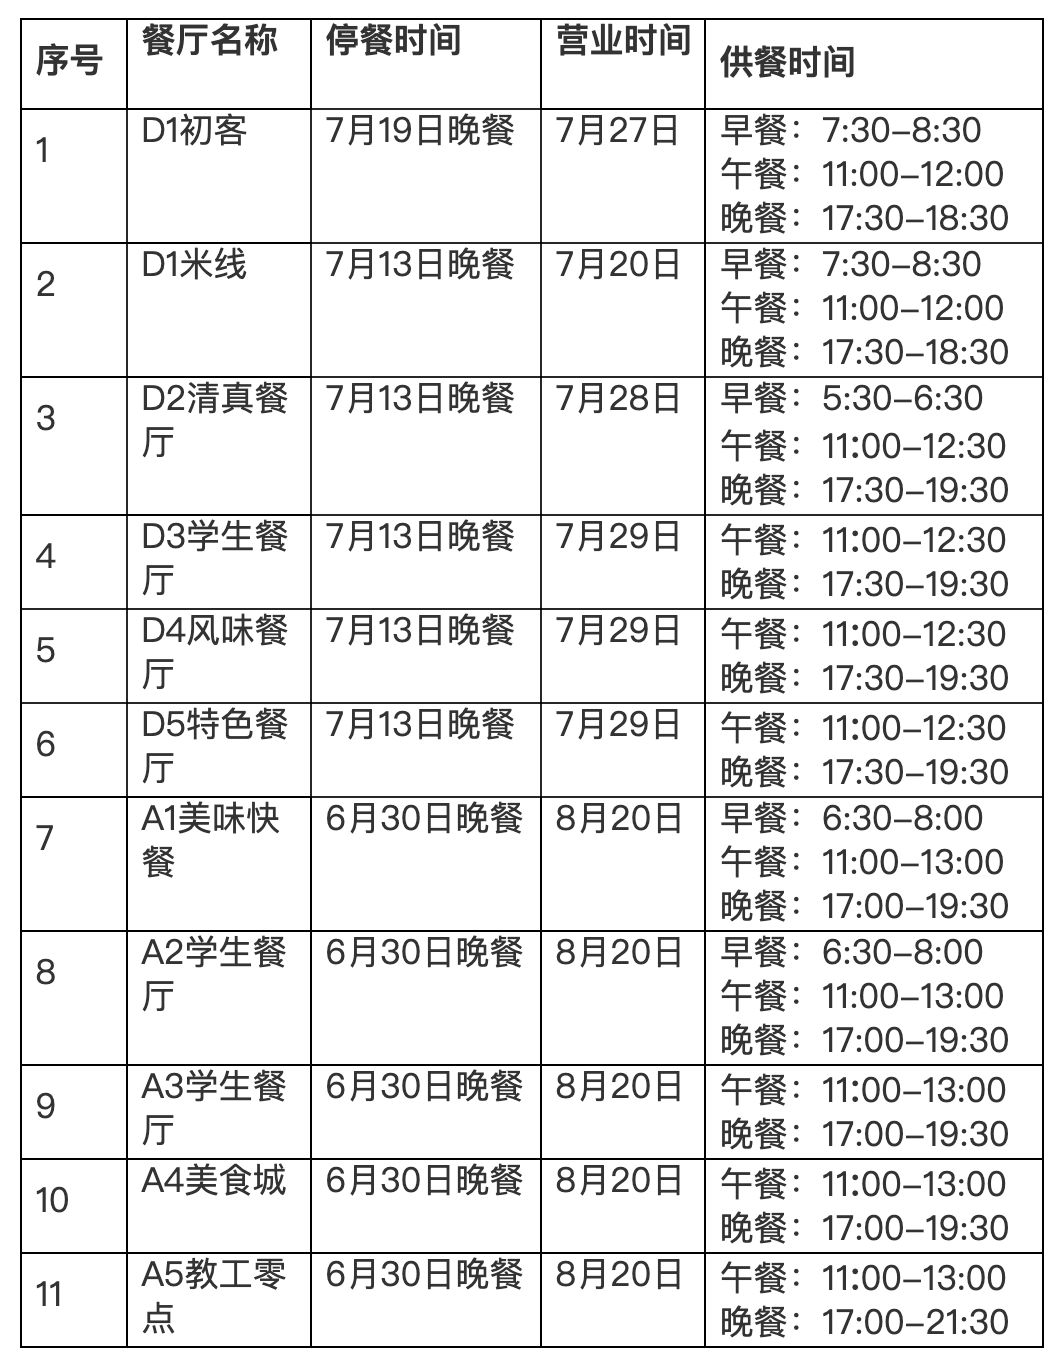 序号 餐厅名称 停餐时间 营业时间 供餐时间
1 D1初客 7月19日晚餐 7月27日 早餐：7:30-8:30
午餐：11:00-12:00
晚餐：17:30-18:30
2 D1米线 7月13日晚餐 7月20日 早餐：7:30-8:30
午餐：11:00-12:00
晚餐：17:30-18:30
3 D2清真餐 7月13日晚餐 7月28日 早餐：5:30-6:30
厅 午餐：11:00-12:30
晚餐：17:30-19:30
4 D3学生餐 7月13日晚餐 7月29日 午餐：11:00-12:30
厅 晚餐：17:30-19:30
5 D4风味餐 7月13日晚餐 7月29日 午餐：11:00-12:30
厅 晚餐：17:30-19:30
6 D5特色餐 7月13日晚餐 7月29日 午餐：11:00-12:30
厅 晚餐：17:30-19:30
7 A1美味快 6月30日晚餐 8月20日 早餐：6:30-8:00
餐 午餐：11:00-13:00
晚餐：17:00-19:30
8 A2学生餐 6月30日晚餐 8月20日 早餐：6:30-8:00
厅 午餐：11:00-13:00
晚餐：17:00-19:30
9 A3学生餐 6月30日晚餐 8月20日 午餐：11:00-13:00
厅 晚餐：17:00-19:30
10 A4美食城 6月30日晚餐 8月20日 午餐：11:00-13:00
晚餐：17:00-19:30
11 A5教工零 6月30日晚餐 8月20日 午餐：11:00-13:00
点 晚餐：17:00-21:30